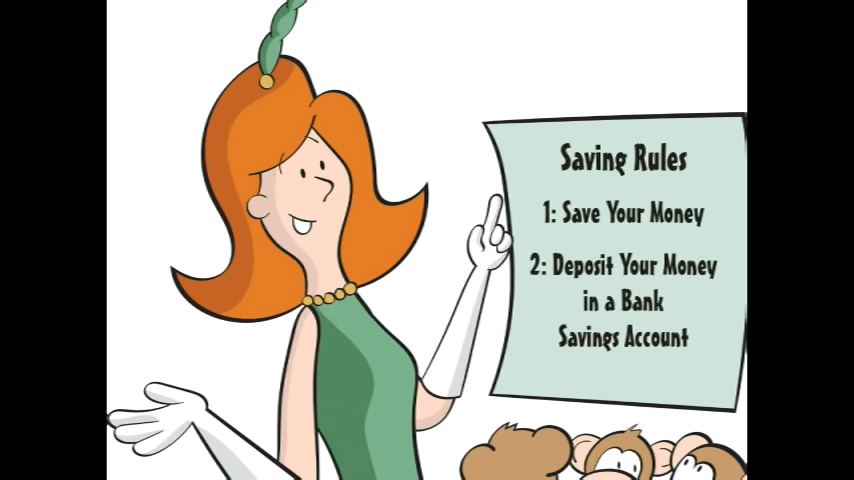 Saving Rules
1: Save Your Money
2: Deposit Your Money
in a Bank
Savings Account